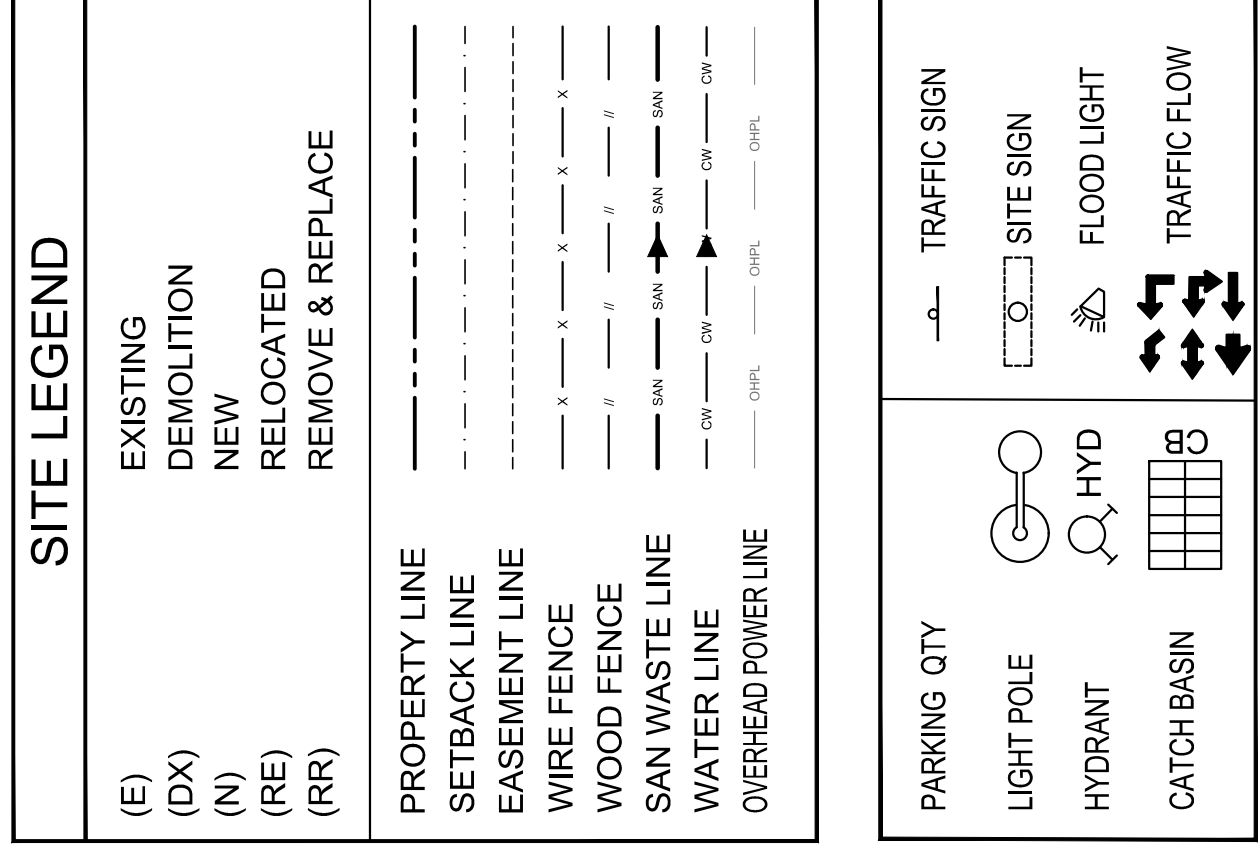 SITE LEGEND
(E) EXISTING
(DX) DEMOLITION
(N) NEW
(RE) RELOCATED
(RR) REMOVE & REPLACE
PROPERTY LINE
SETBACK LINE
EASEMENT LINE
WIRE FENCE X X X X X
WOOD FENCE // // // //
SAN WASTE LINE SAN SAN SAN SAN
WATER LINE CW CW CW CW
OVERHEAD POWER LINE OHPL OHPL OHPL
PARKING QTY
LIGHT POLE
HYDRANT HYD
CATCH BASIN CB
TRAFFIC SIGN
SITE SIGN
FLOOD LIGHT
TRAFFIC FLOW